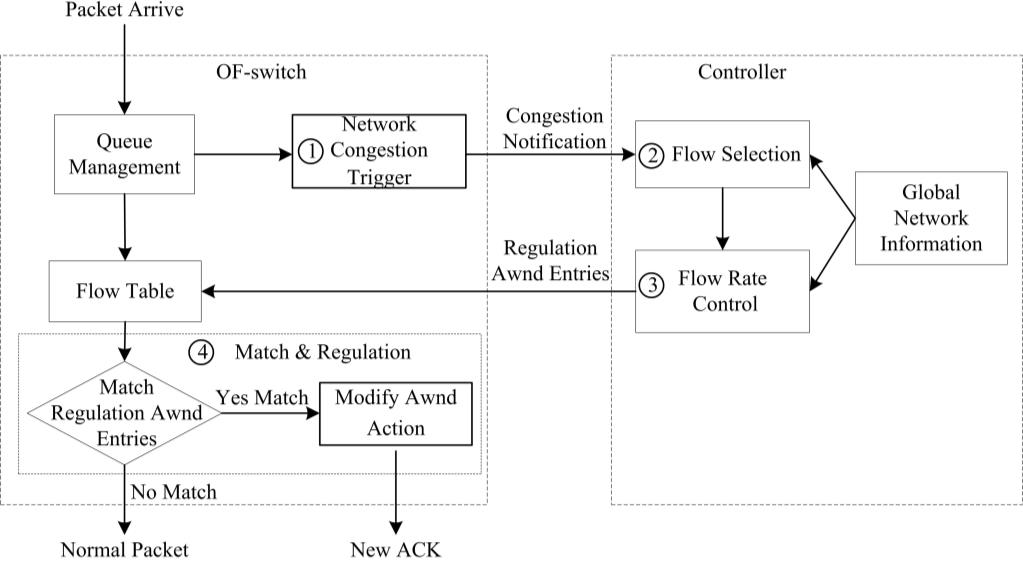 Packet Arrive
OF-switch
Controller
Queue
Management
① Network
Congestion
Trigger
Congestion
Notification
② Flow Selection
Global
Network
Information
Flow Table
Regulation
Awnd Entries
③ Flow Rate
Control
④ Match & Regulation
Match
Regulation Awnd
Entries
Yes Match
Modify Awnd
Action
No Match
Normal Packet
New ACK